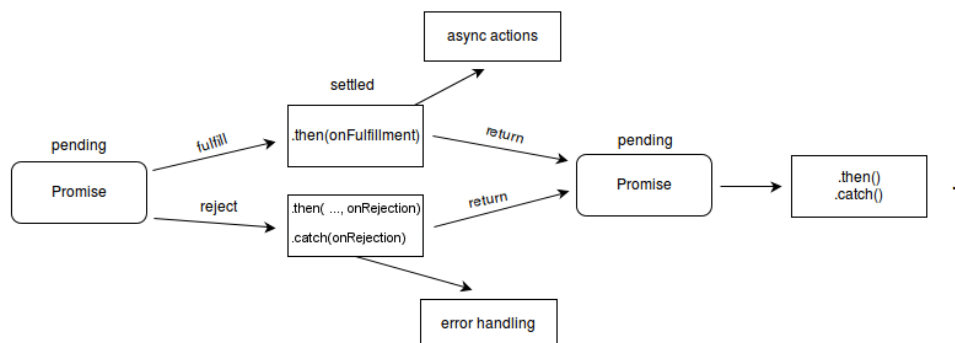 async actions
settled
.then(onFulfillment)
fulfill
return
pending
Promise
reject
.then( ..., onRejection)
.catch(onRejection)
return
pending
Promise
.then()
.catch()
error handling